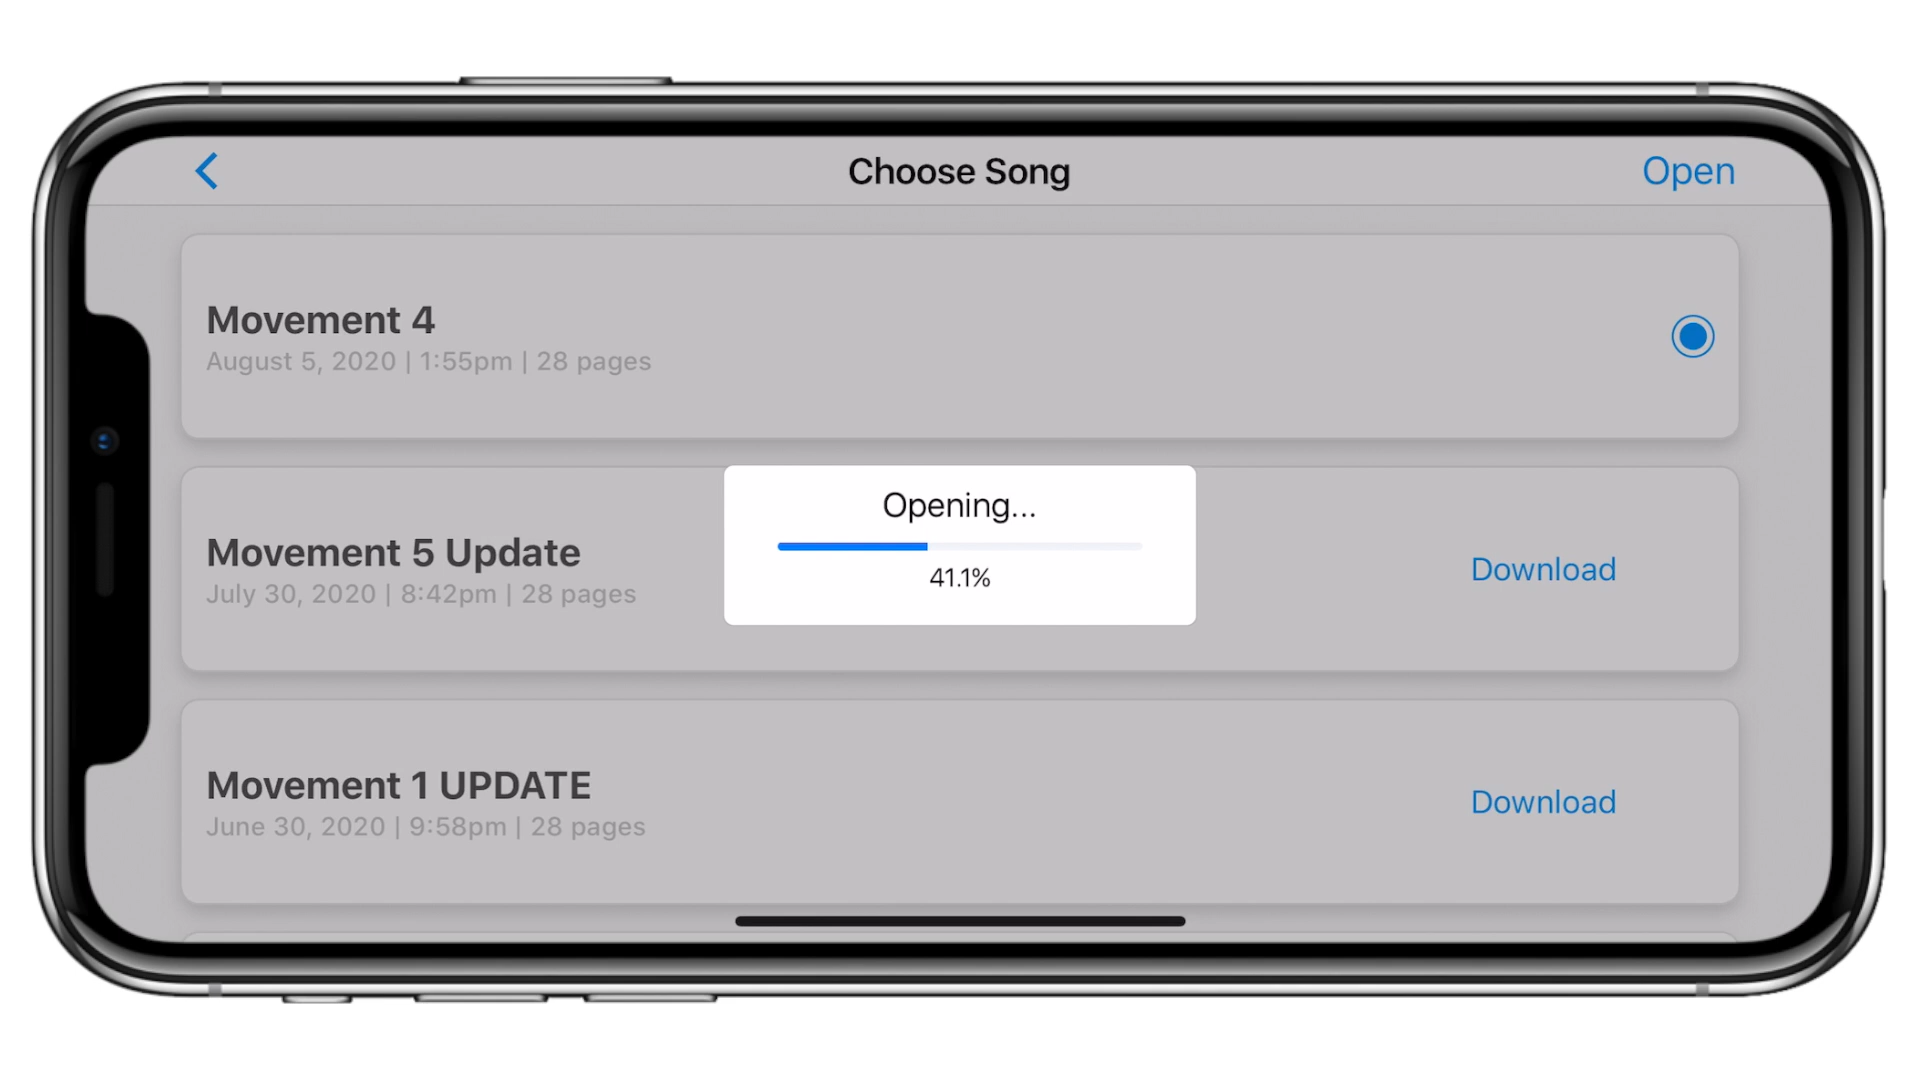 Choose Song
Open
Movement 4
August 5, 2020 | 1:55pm | 28 pages
Opening...
41.1%
Movement 5 Update
July 30, 2020 | 8:42pm | 28 pages
Download
Movement 1 UPDATE
June 30, 2020 | 9:58pm | 28 pages
Download